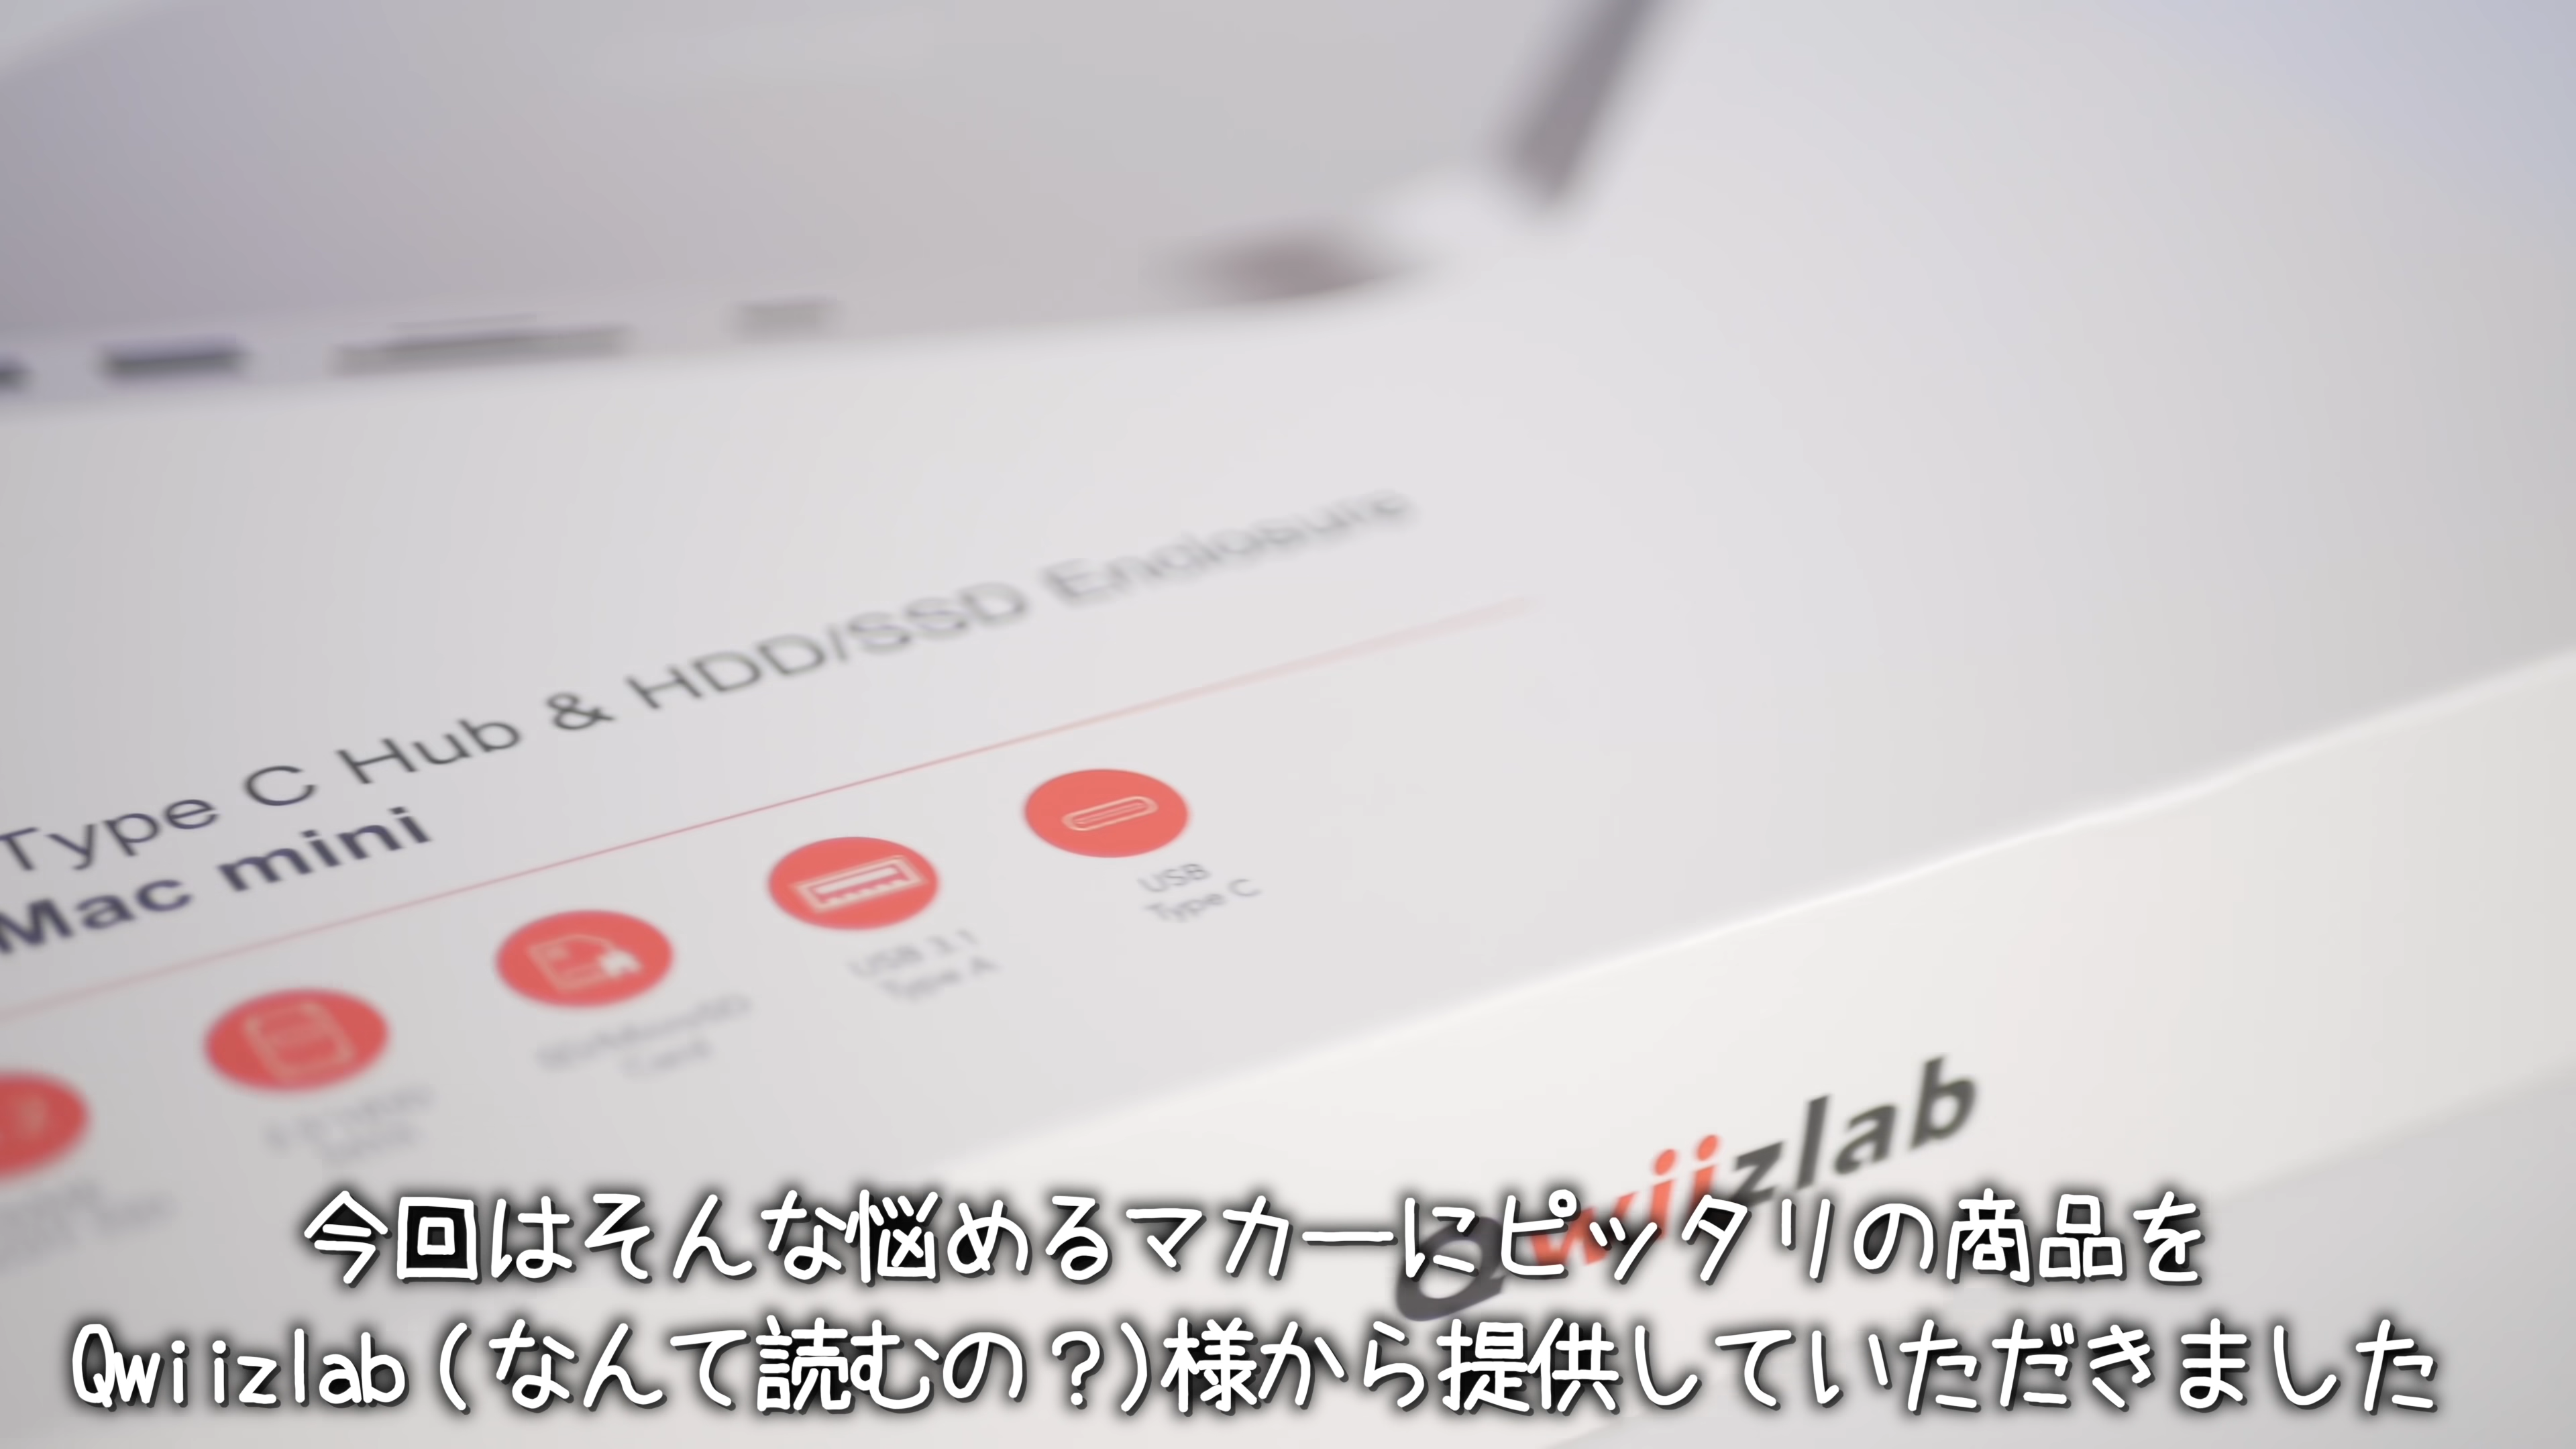 Type C Hub & HDD/SSD Enclosure
Mac mini
USB
Type C
USB 3.1
Type A
Card
Qwiizlab
今回はそんな悩めるマカーにピッタリの商品を
Qwiizlab(なんて読むの?)様から提供していただきました